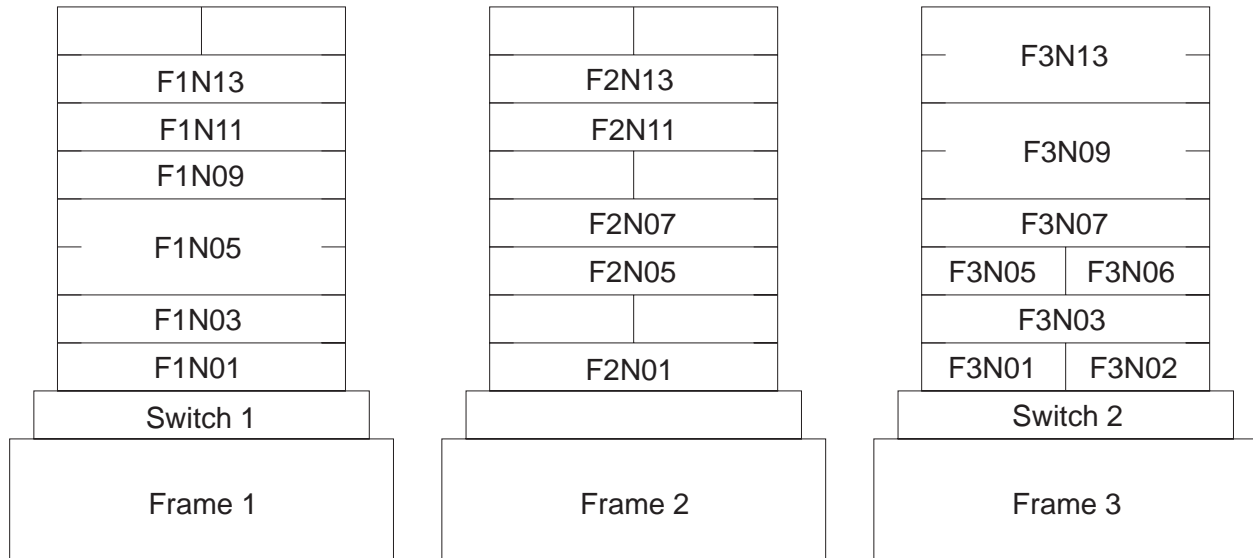 F1N13
F1N11
F1N09
F1N05
F1N03
F1N01
Switch 1
Frame 1
F2N13
F2N11
F2N07
F2N05
F2N01
Frame 2
F3N13
F3N09
F3N07
F3N05 F3N06
F3N03
F3N01 F3N02
Switch 2
Frame 3